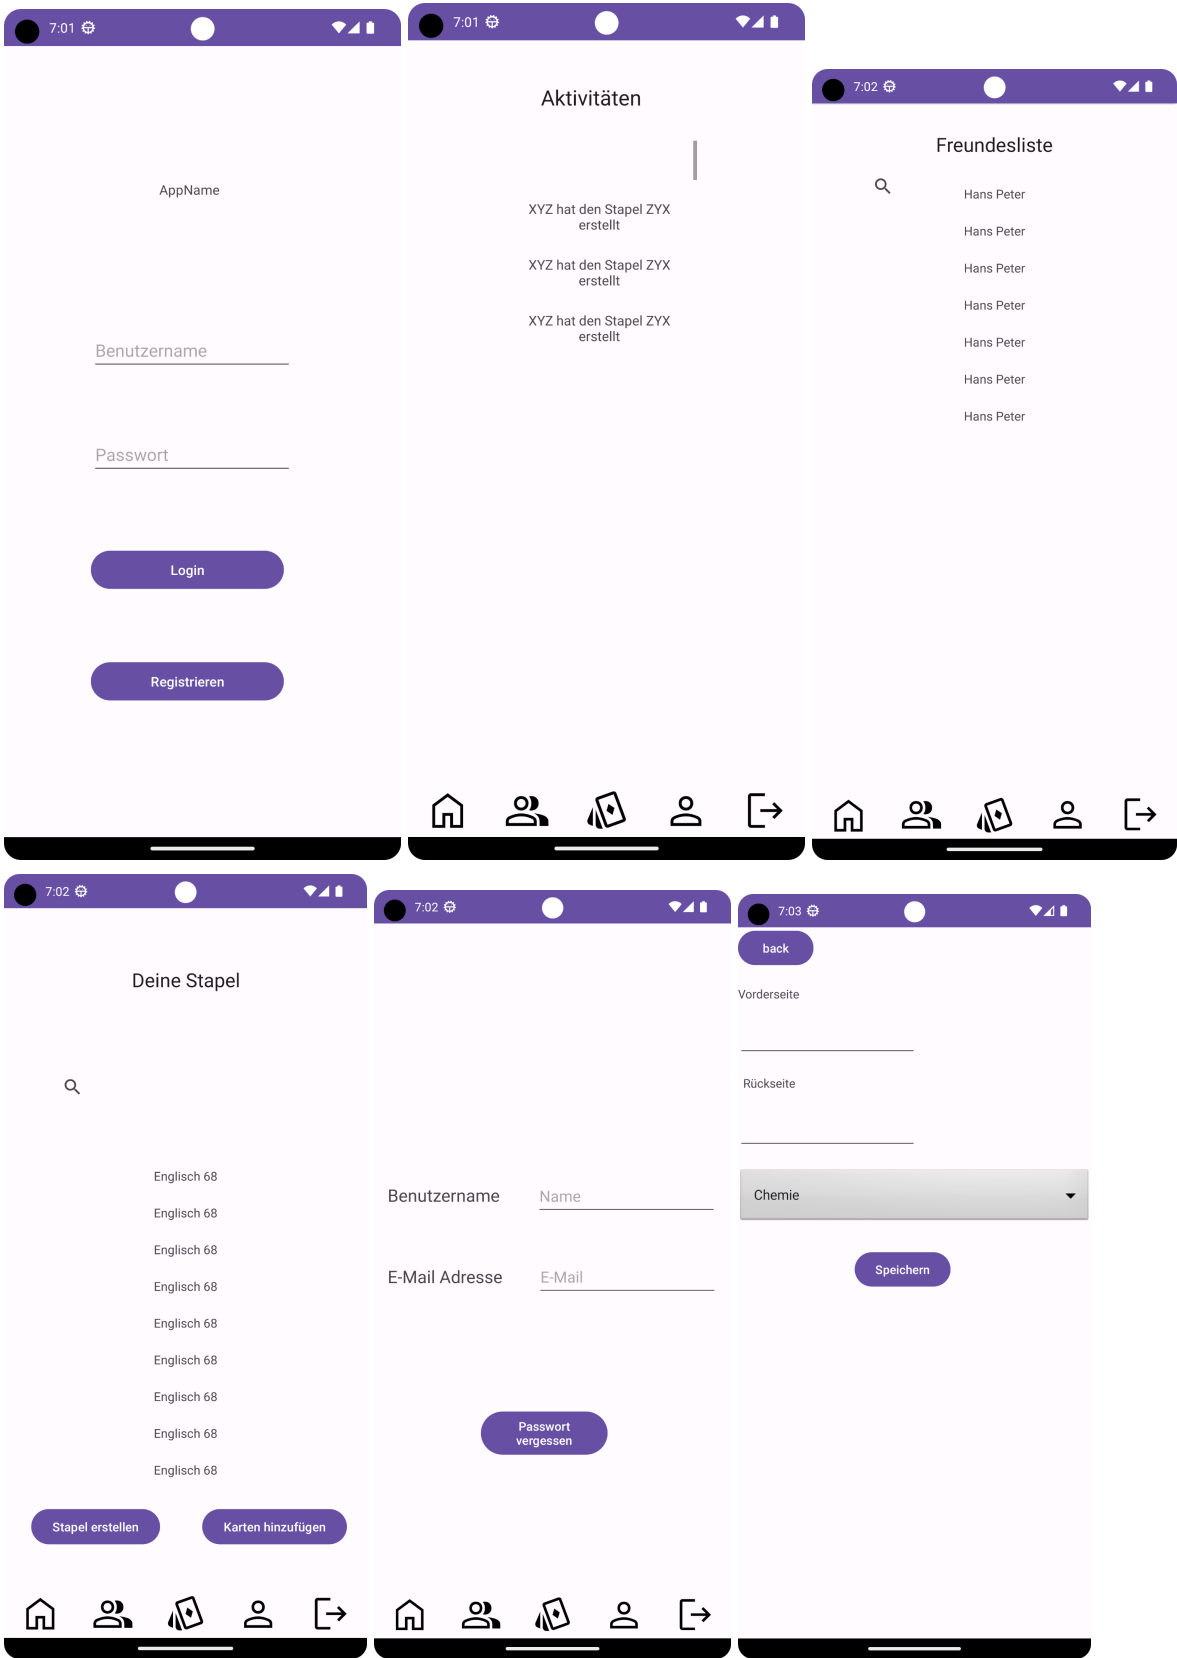 7:01
AppName
Benutzername
Passwort
Login
Registrieren
7:01
Aktivitäten
XYZ hat den Stapel ZYX
erstellt
XYZ hat den Stapel ZYX
erstellt
XYZ hat den Stapel ZYX
erstellt
7:02
Freundesliste
Hans Peter
Hans Peter
Hans Peter
Hans Peter
Hans Peter
Hans Peter
Hans Peter
7:02
Deine Stapel
Englisch 68
Englisch 68
Englisch 68
Englisch 68
Englisch 68
Englisch 68
Englisch 68
Englisch 68
Englisch 68
Stapel erstellen Karten hinzufügen
7:02
Benutzername Name
E-Mail Adresse E-Mail
Passwort
vergessen
7:03
back
Vorderseite
Rückseite
Chemie
Speichern